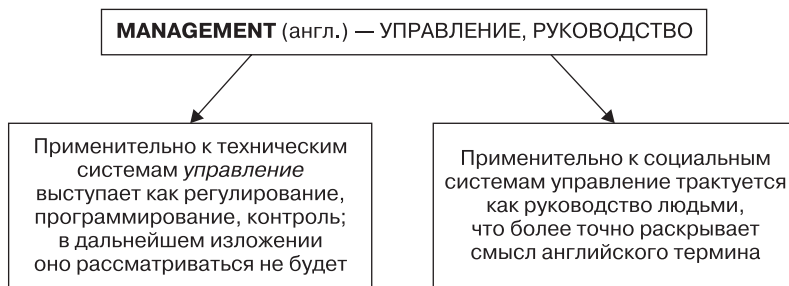 MANAGEMENT (англ.) — УПРАВЛЕНИЕ, РУКОВОДСТВО
Применительно к техническим
системам управление
выступает как регулирование,
программирование, контроль;
в дальнейшем изложении
оно рассматриваться не будет
Применительно к социальным
системам управление трактуется
как руководство людьми,
что более точно раскрывает
смысл английского термина